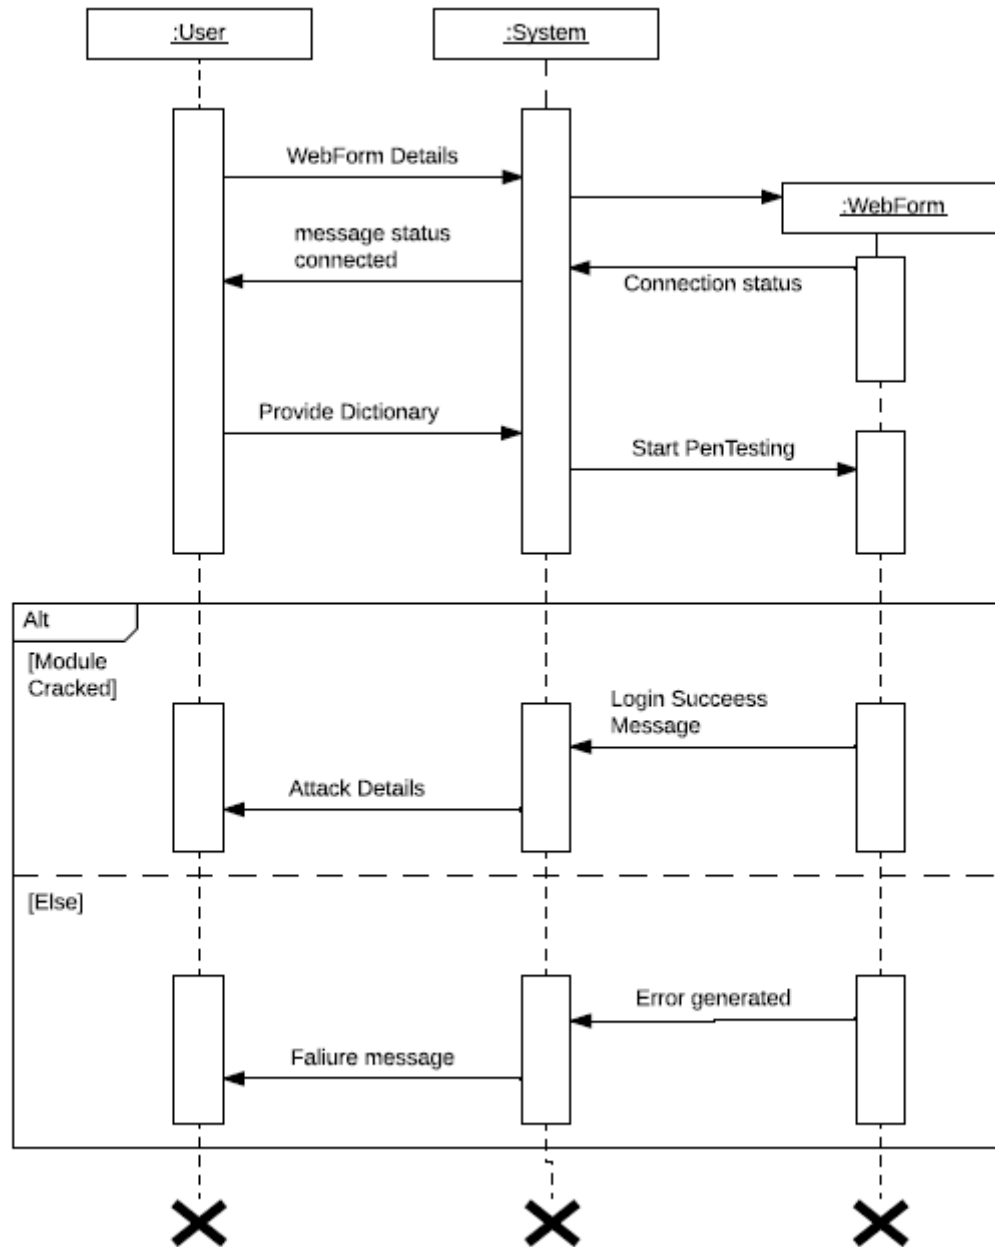 :User
:System
WebForm Details
:WebForm
message status
connected
Connection status
Provide Dictionary
Start PenTesting
Alt
[Module
Cracked]
Login Succeess
Message
Attack Details
[Else]
Error generated
Faliure message